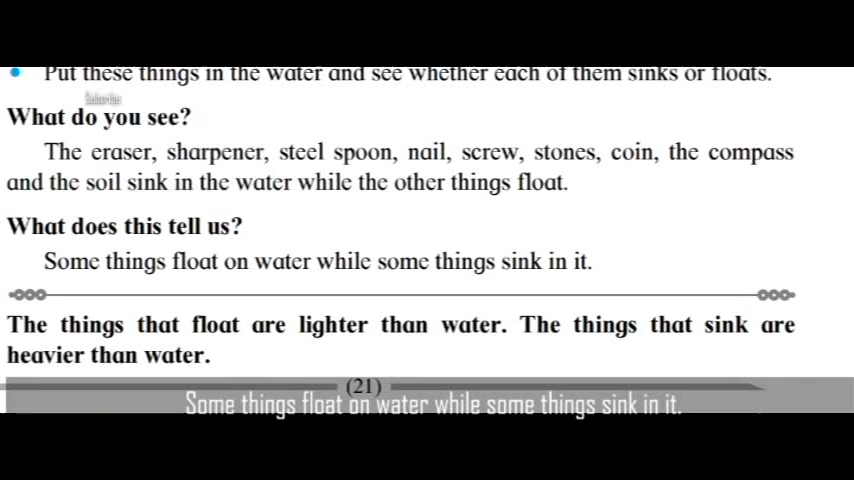 • Put these things in the water and see whether each of them sinks or floats.
Subscribe
What do you see?
The eraser, sharpener, steel spoon, nail, screw, stones, coin, the compass
and the soil sink in the water while the other things float.
What does this tell us?
Some things float on water while some things sink in it.
The things that float are lighter than water. The things that sink are
heavier than water.
(21)
Some things float on water while some things sink in it.